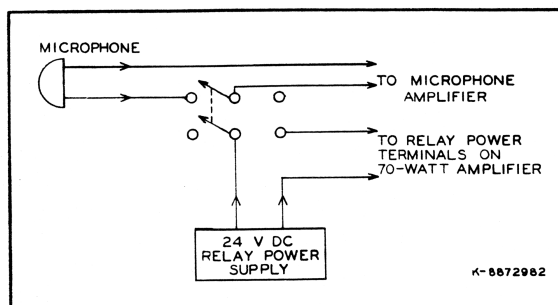 MICROPHONE
TO MICROPHONE
AMPLIFIER
TO RELAY POWER
TERMINALS ON
70-WATT AMPLIFIER
24 V DC
RELAY POWER
SUPPLY
K-8872982